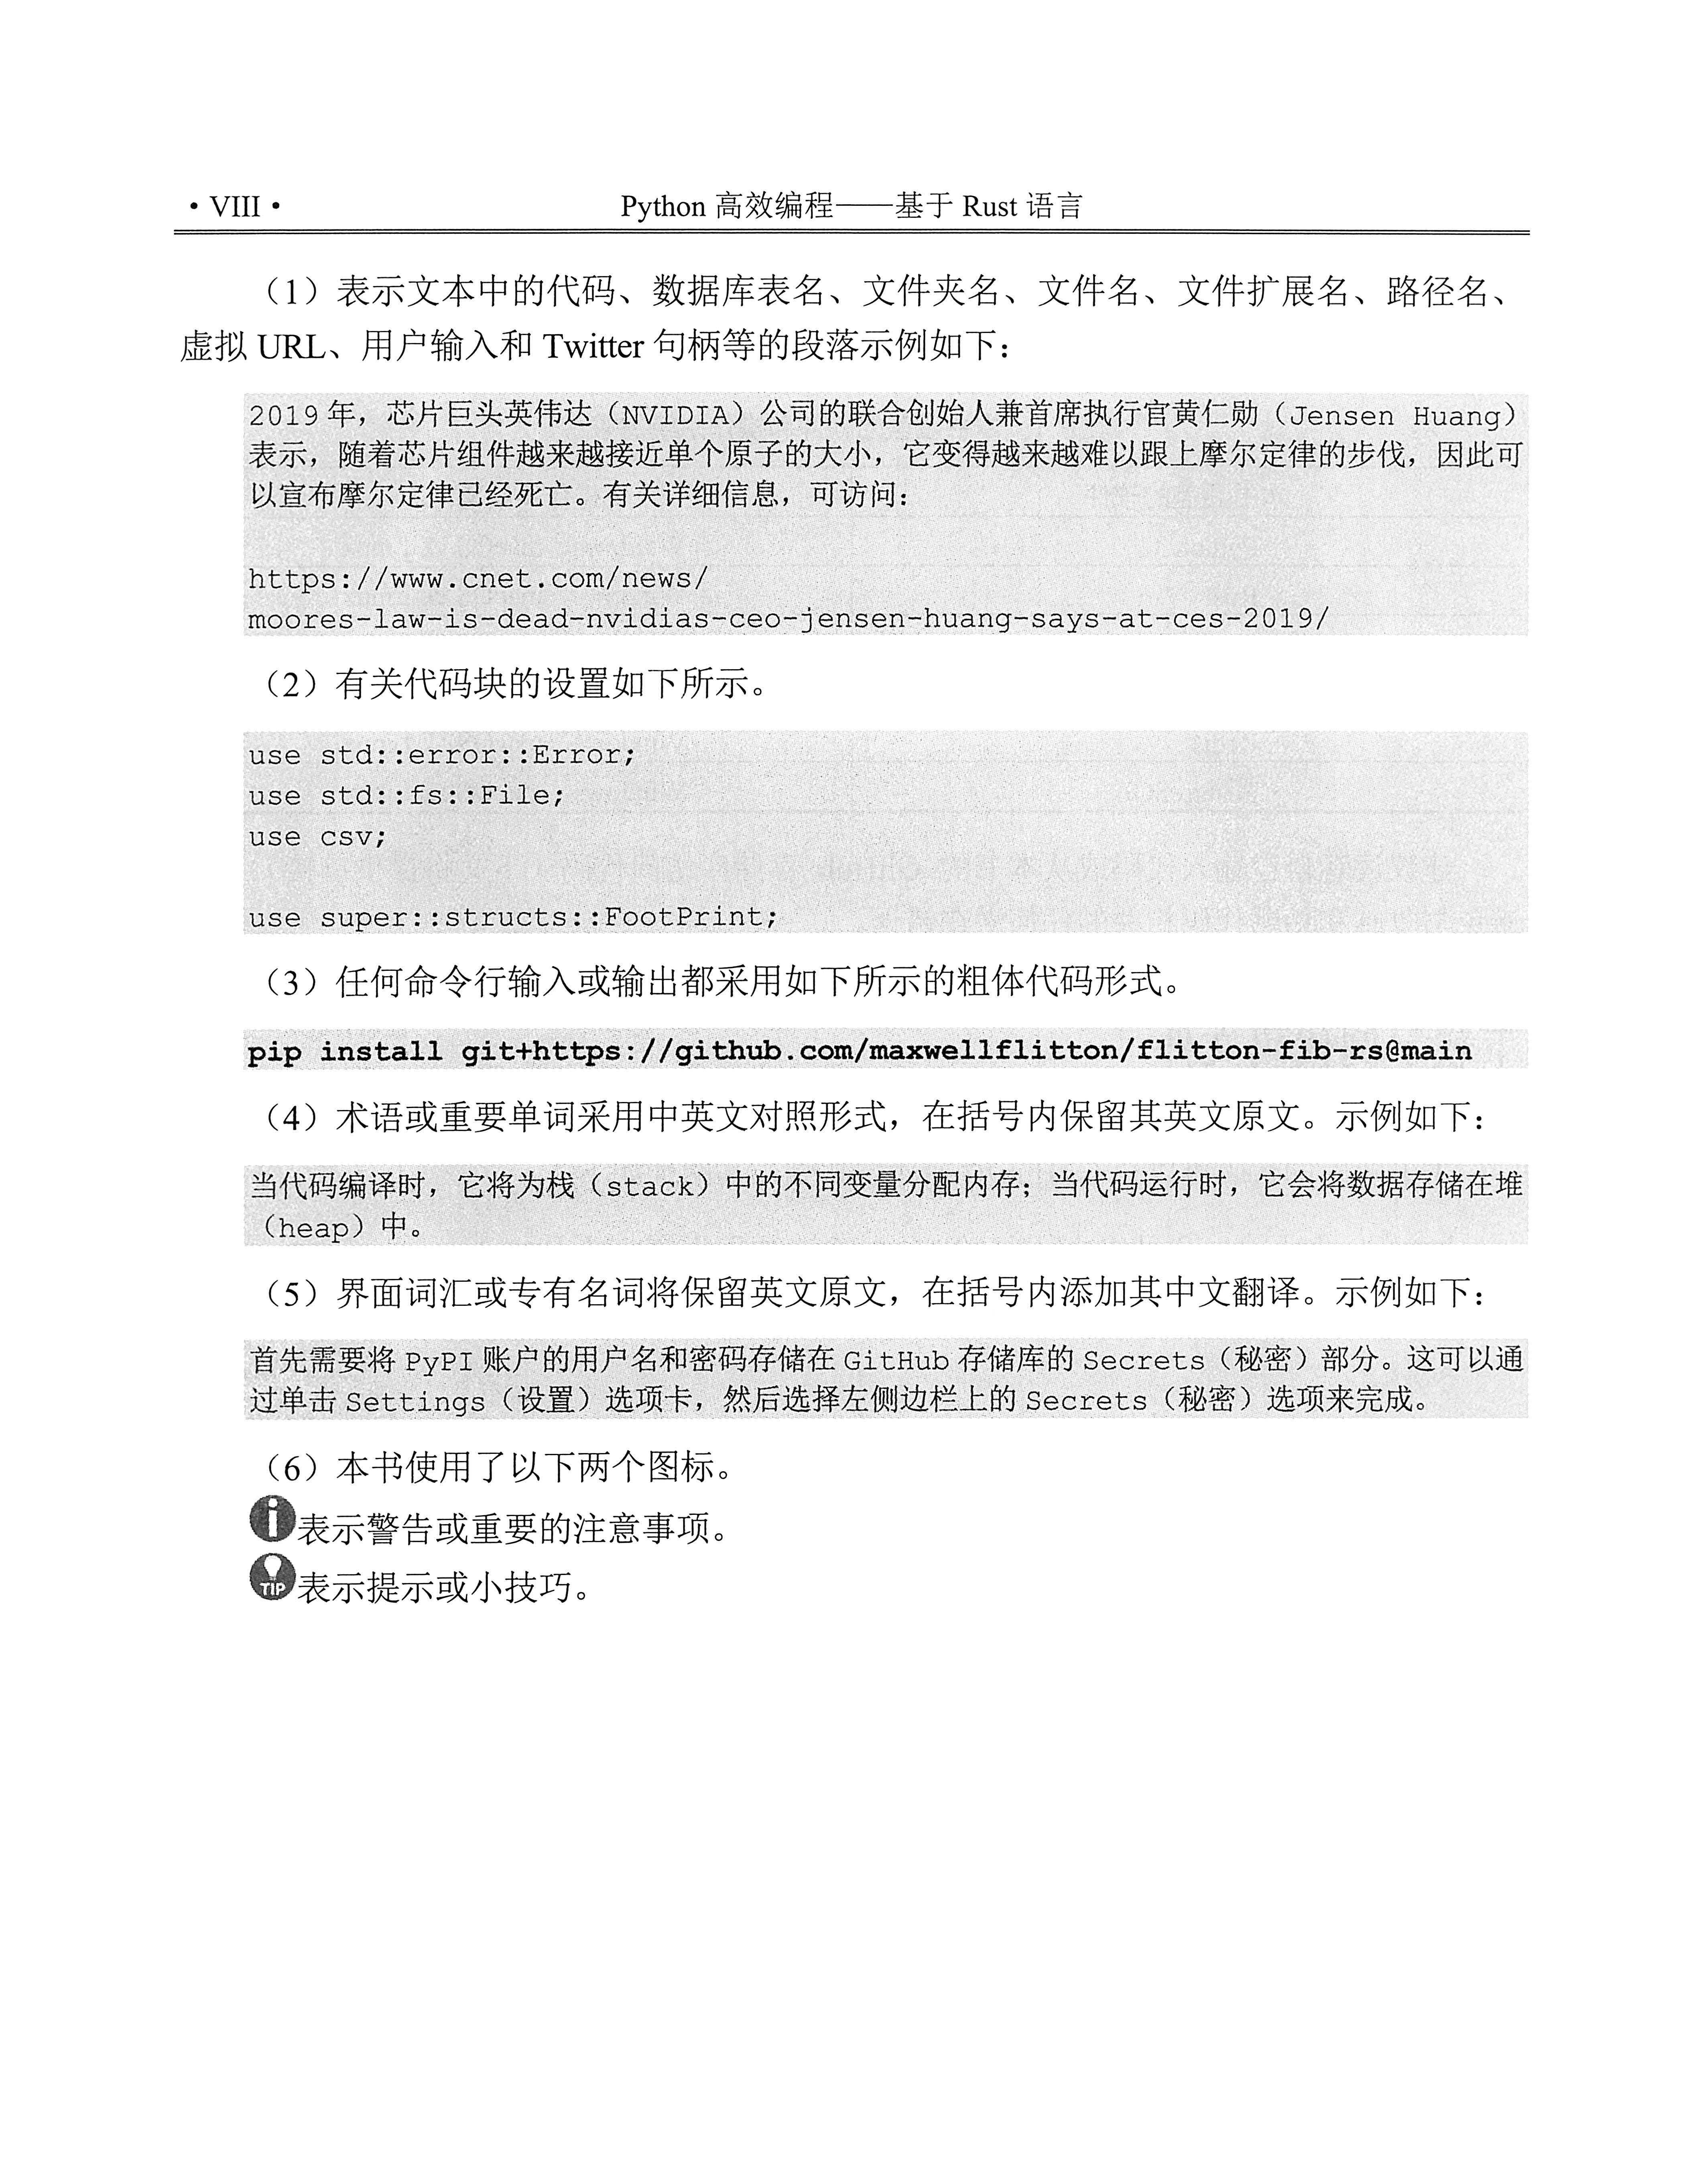 • VIII •
Python 高效编程——基于 Rust 语言
（1）表示文本中的代码、数据库表名、文件夹名、文件名、文件扩展名、路径名、
虚拟 URL、用户输入和 Twitter 句柄等的段落示例如下：
2019 年，芯片巨头英伟达（NVIDIA）公司的联合创始人兼首席执行官黄仁勋（Jensen Huang）
表示，随着芯片组件越来越接近单个原子的大小，它变得越来越难以跟上摩尔定律的步伐，因此可
以宣布摩尔定律已经死亡。有关详细信息，可访问：
https://www.cnet.com/news/
moores-law-is-dead-nvidias-ceo-jensen-huang-says-at-ces-2019/
（2）有关代码块的设置如下所示。
use std::error::Error;
use std::fs::File;
use csv;
use super::structs::FootPrint;
（3）任何命令行输入或输出都采用如下所示的粗体代码形式。
pip install git+https://github.com/maxwellflitton/flitton-fib-rs@main
（4）术语或重要单词采用中英文对照形式，在括号内保留其英文原文。示例如下：
当代码编译时，它将为栈（stack）中的不同变量分配内存；当代码运行时，它会将数据存储在堆
（heap）中。
（5）界面词汇或专有名词将保留英文原文，在括号内添加其中文翻译。示例如下：
首先需要将 PyPI 账户的用户名和密码存储在 GitHub 存储库的 Secrets（秘密）部分。这可以通
过单击 Settings（设置）选项卡，然后选择左侧边栏上的 Secrets（秘密）选项来完成。
（6）本书使用了以下两个图标。
i表示警告或重要的注意事项。
TIP表示提示或小技巧。